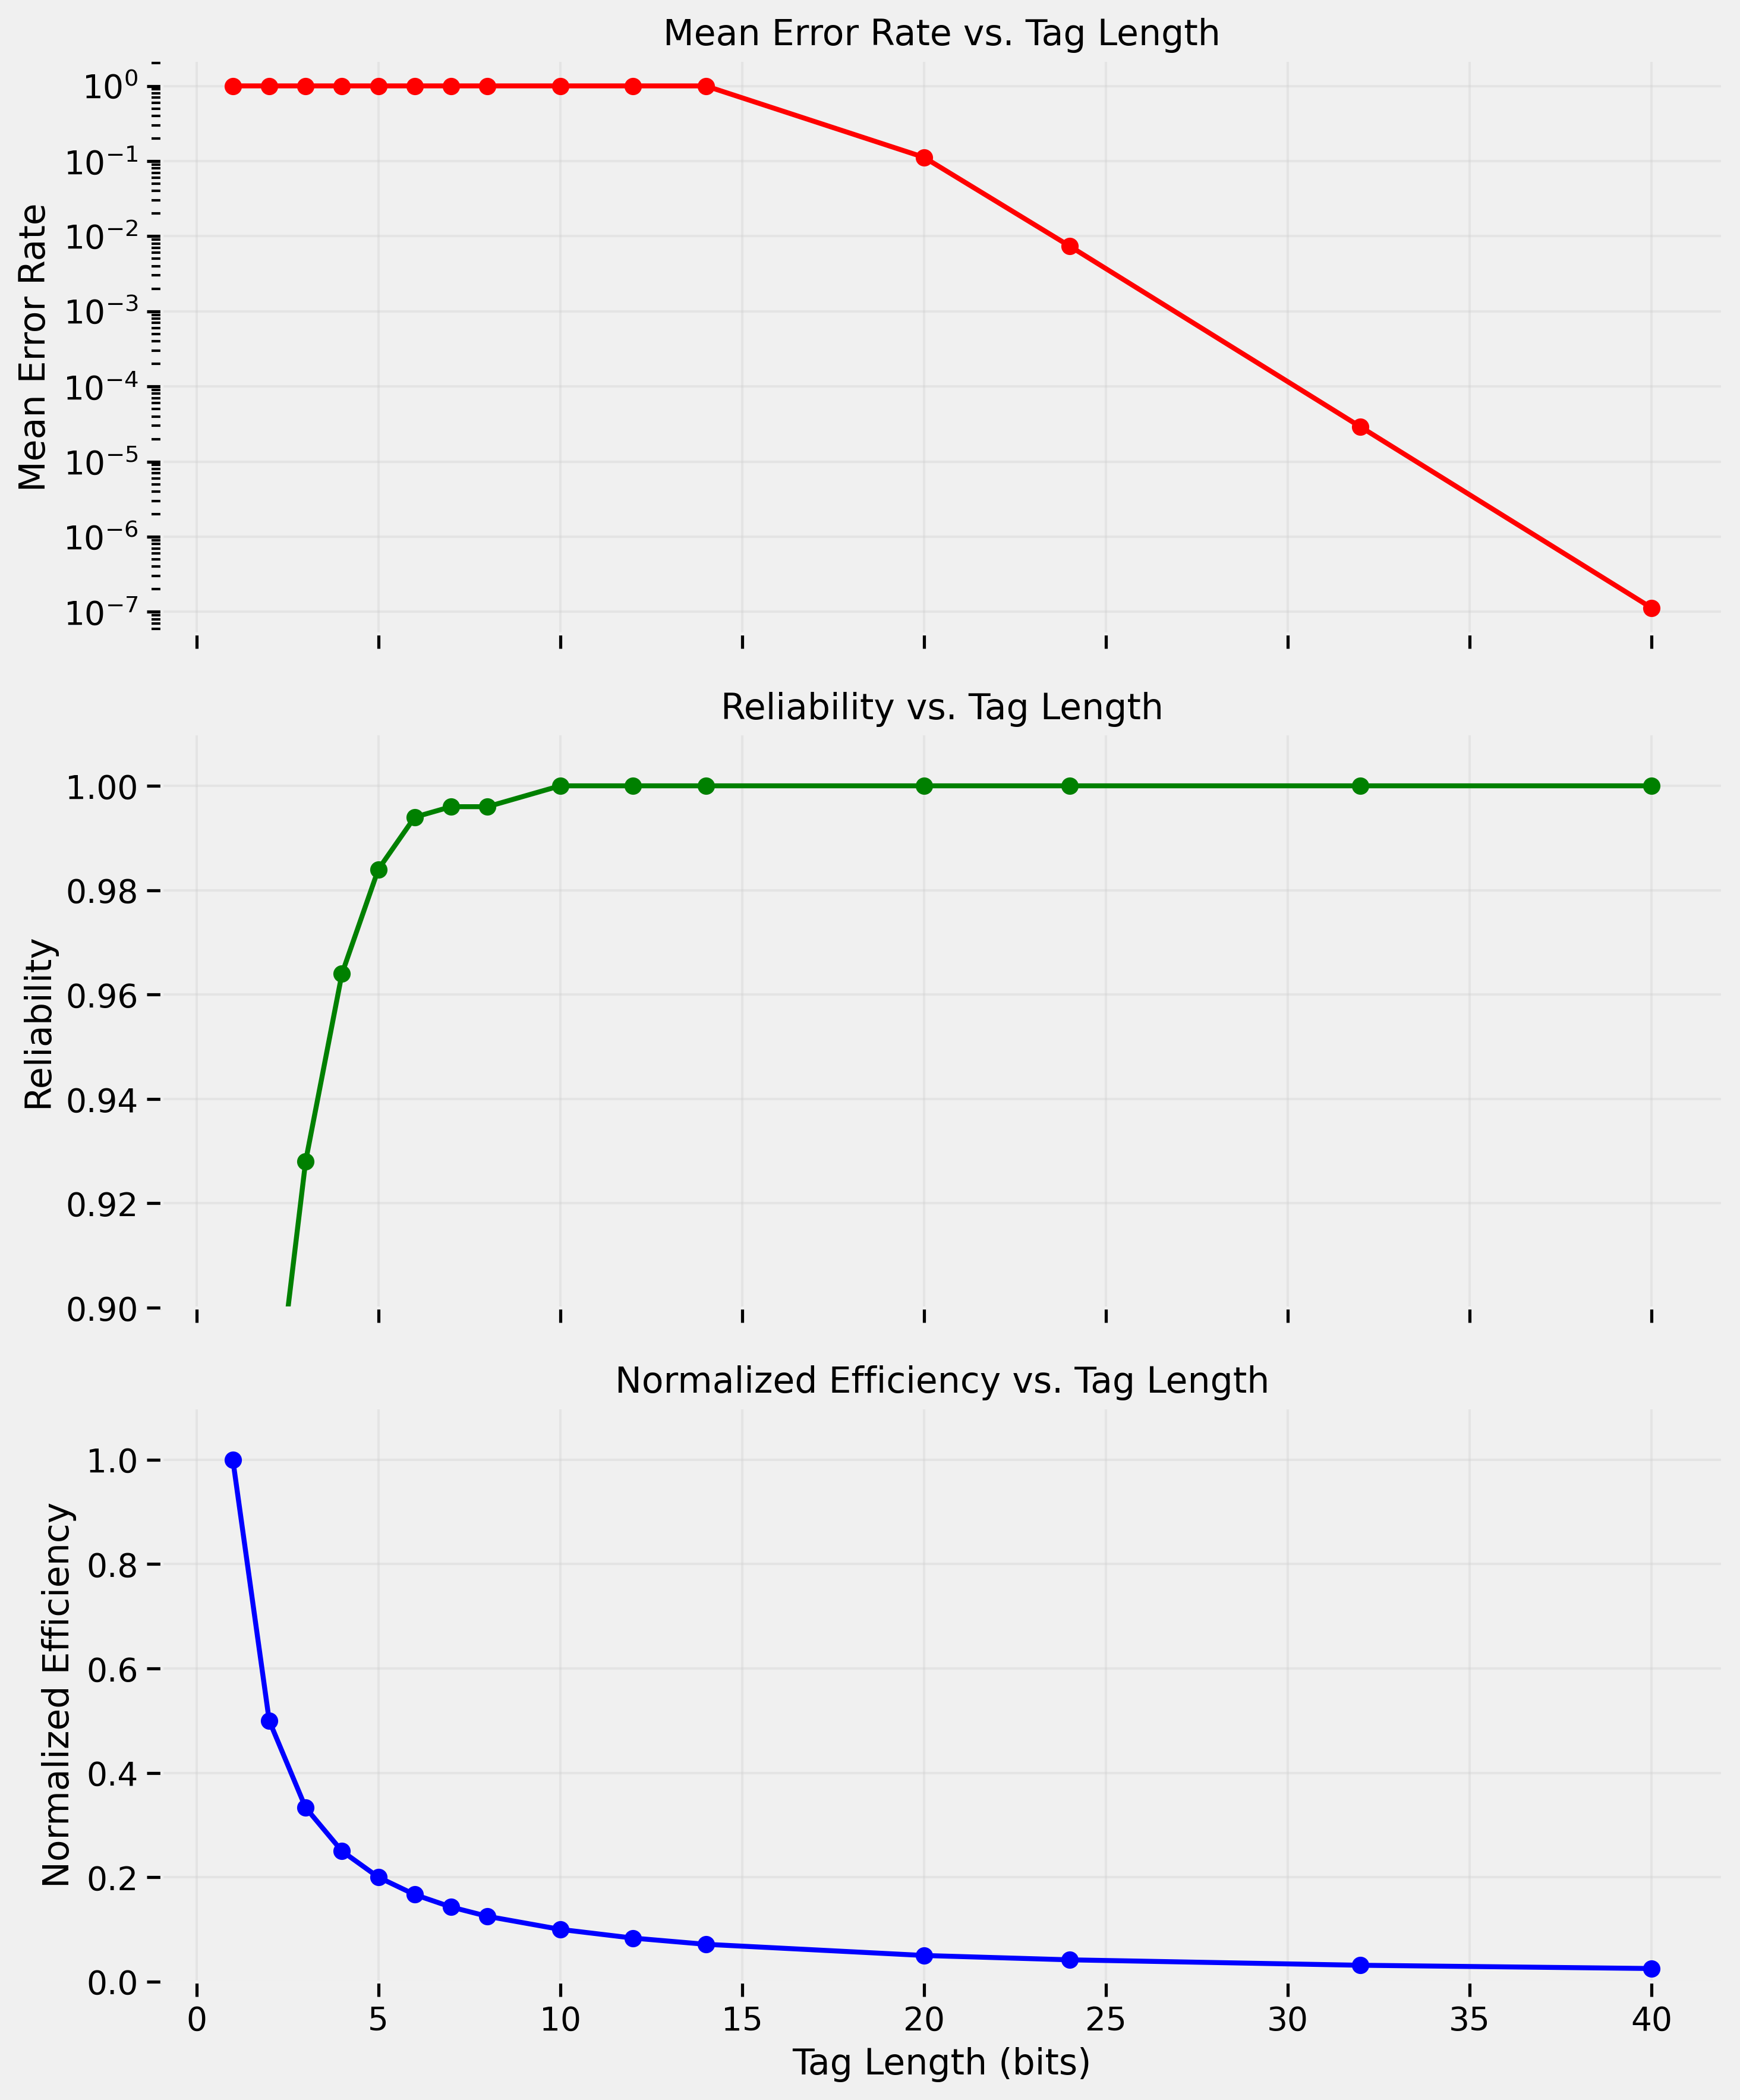 Mean Error Rate vs. Tag Length
10⁰
10⁻¹
10⁻²
10⁻³
10⁻⁴
10⁻⁵
10⁻⁶
10⁻⁷
Mean Error Rate
Reliability vs. Tag Length
1.00
0.98
0.96
0.94
0.92
0.90
Reliability
Normalized Efficiency vs. Tag Length
1.0
0.8
0.6
0.4
0.2
0.0
Normalized Efficiency
0 5 10 15 20 25 30 35 40
Tag Length (bits)